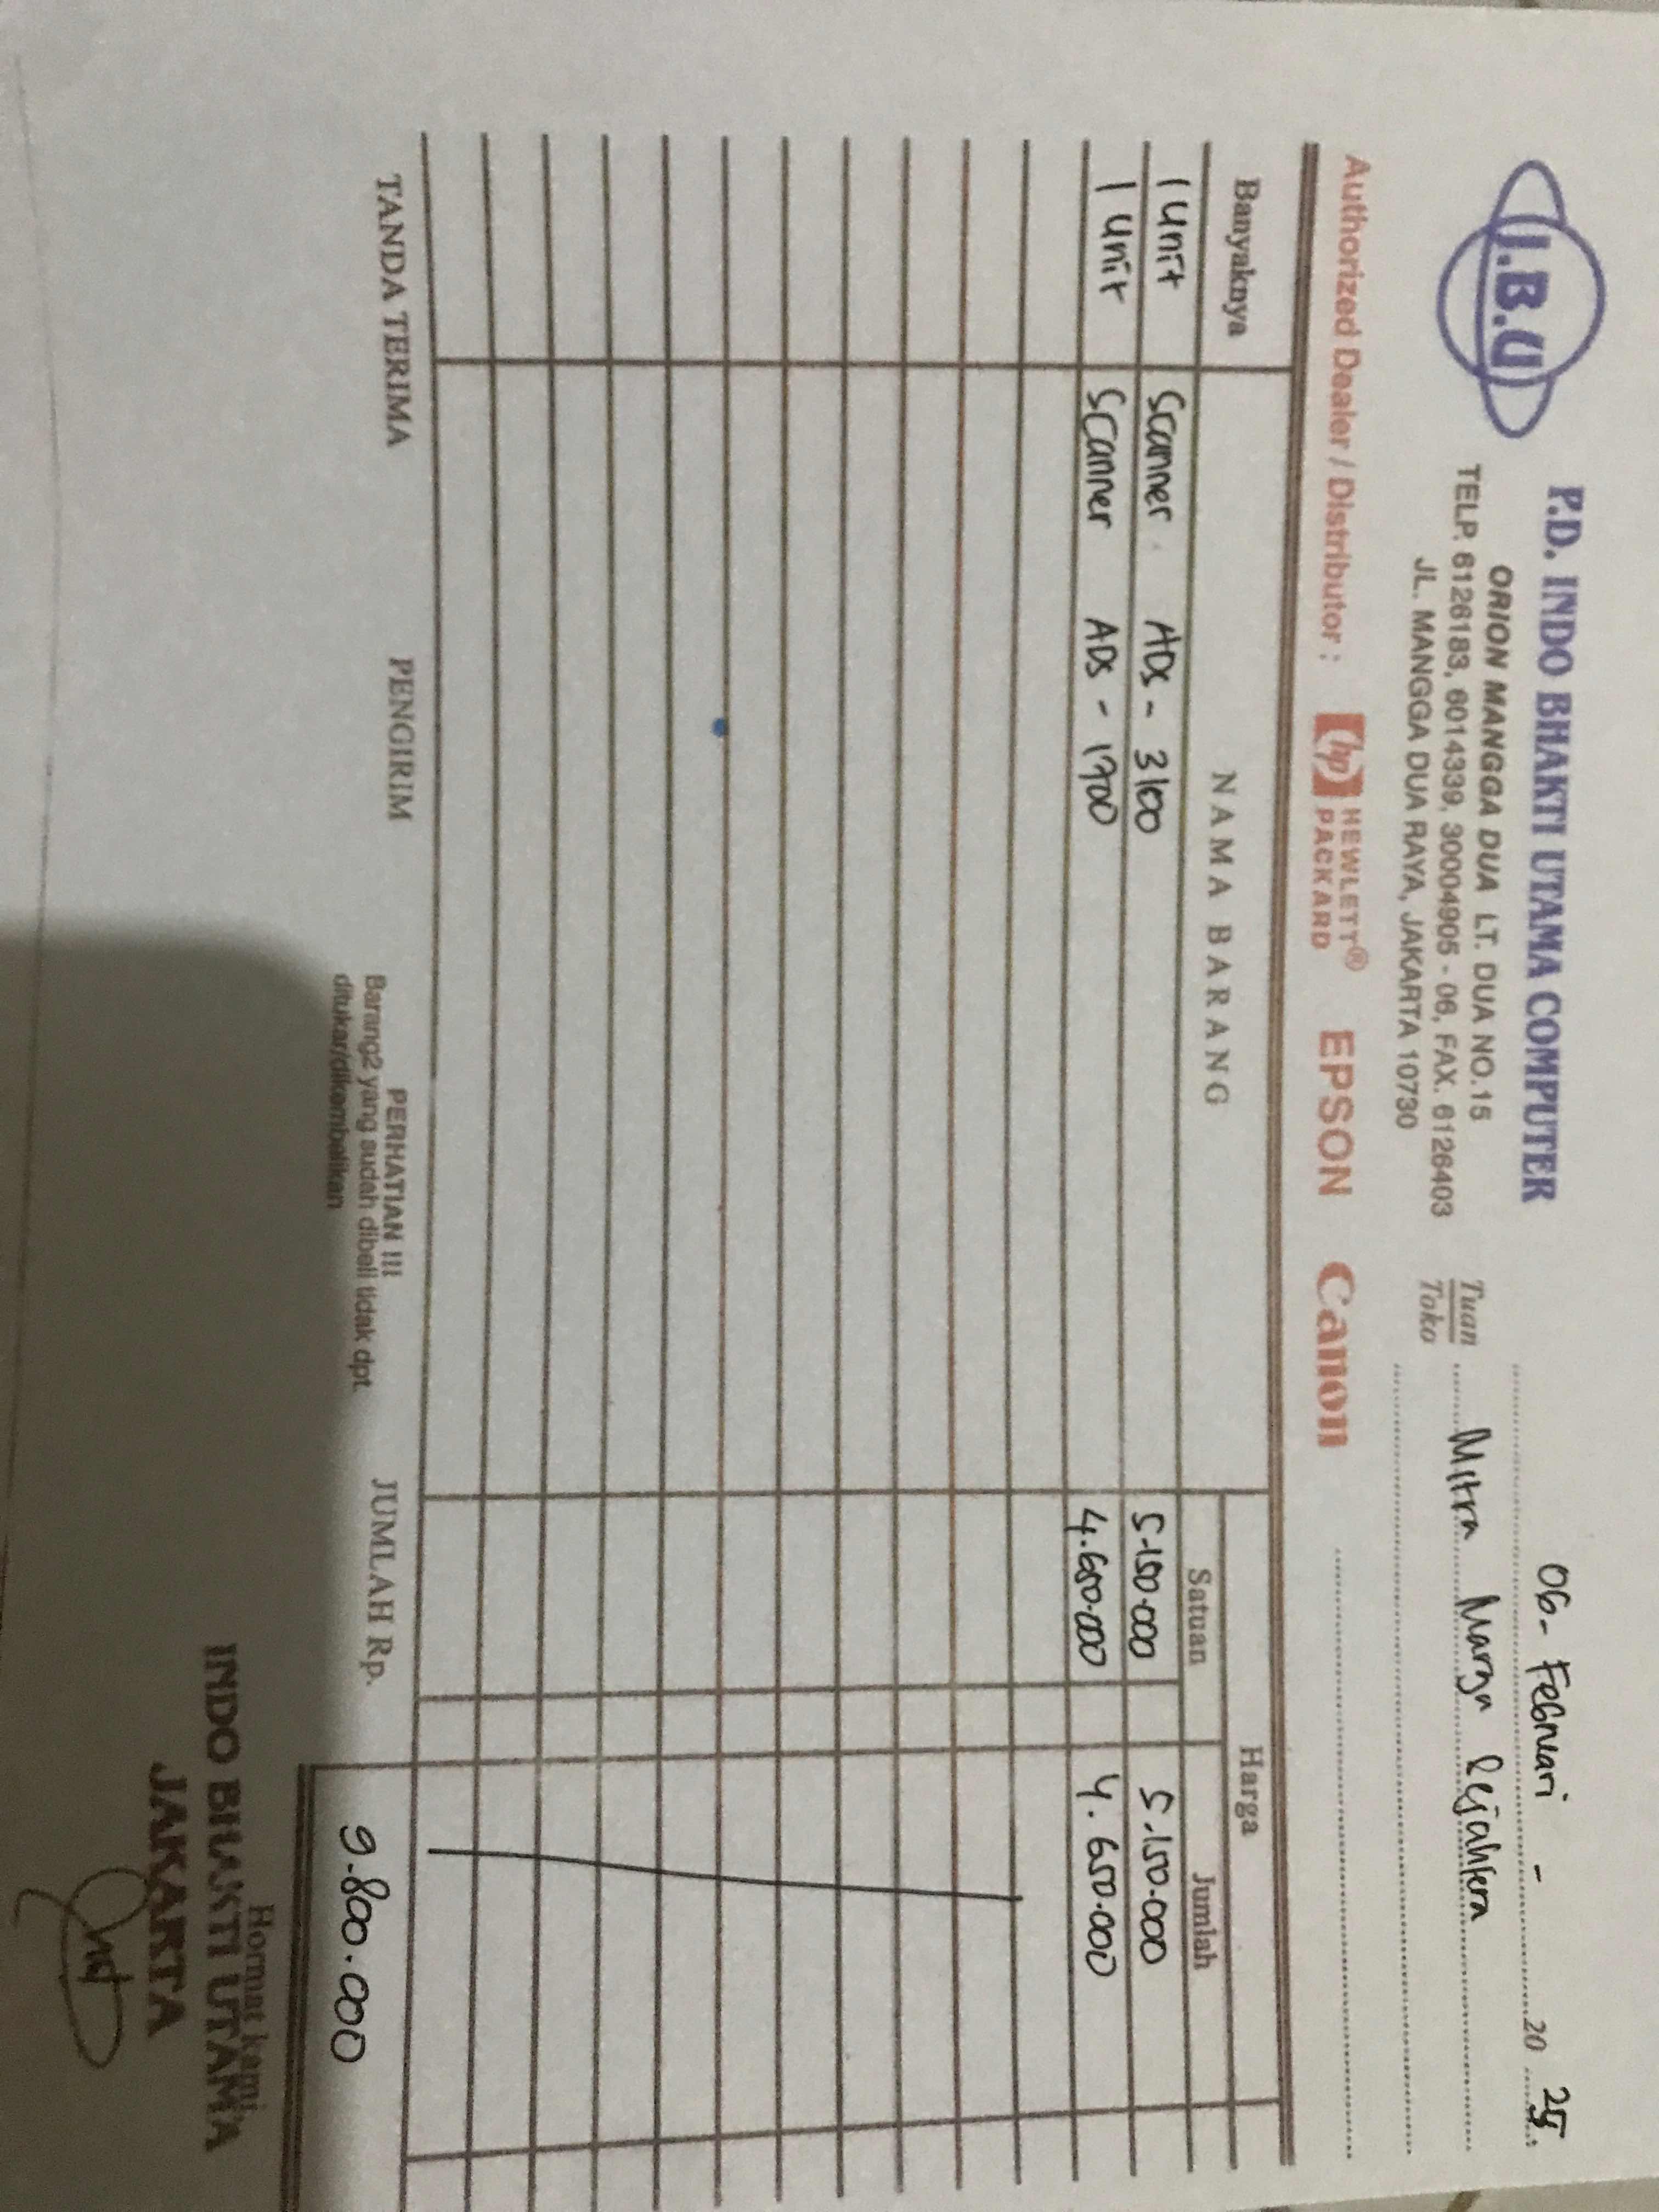 I.B.U
P.D. INDO BHAKTI UTAMA COMPUTER
ORION MANGGA DUA LT. DUA NO.15
TELP. 6126183, 6014339, 30004905 - 06, FAX. 6126403
JL. MANGGA DUA RAYA, JAKARTA 10730
06 - Februari - 20 25
Tuan
Toko
Mitra Marga Sejahtera
Authorized Dealer / Distributor : hp HEWLETT® PACKARD EPSON Canon
Banyaknya NAMA BARANG Harga
Satuan Jumlah
1 unit Scanner ADS - 3100 5.150.000 5.150.000
1 unit Scanner ADS - 1700 4.650.000 4.650.000
TANDA TERIMA PENGIRIM JUMLAH Rp. 9.800.000
PERHATIAN !!!
Barang2 yang sudah dibeli tidak dpt
ditukar/dikembalikan
Hormat kami
INDO BHAKTI UTAMA
JAKARTA